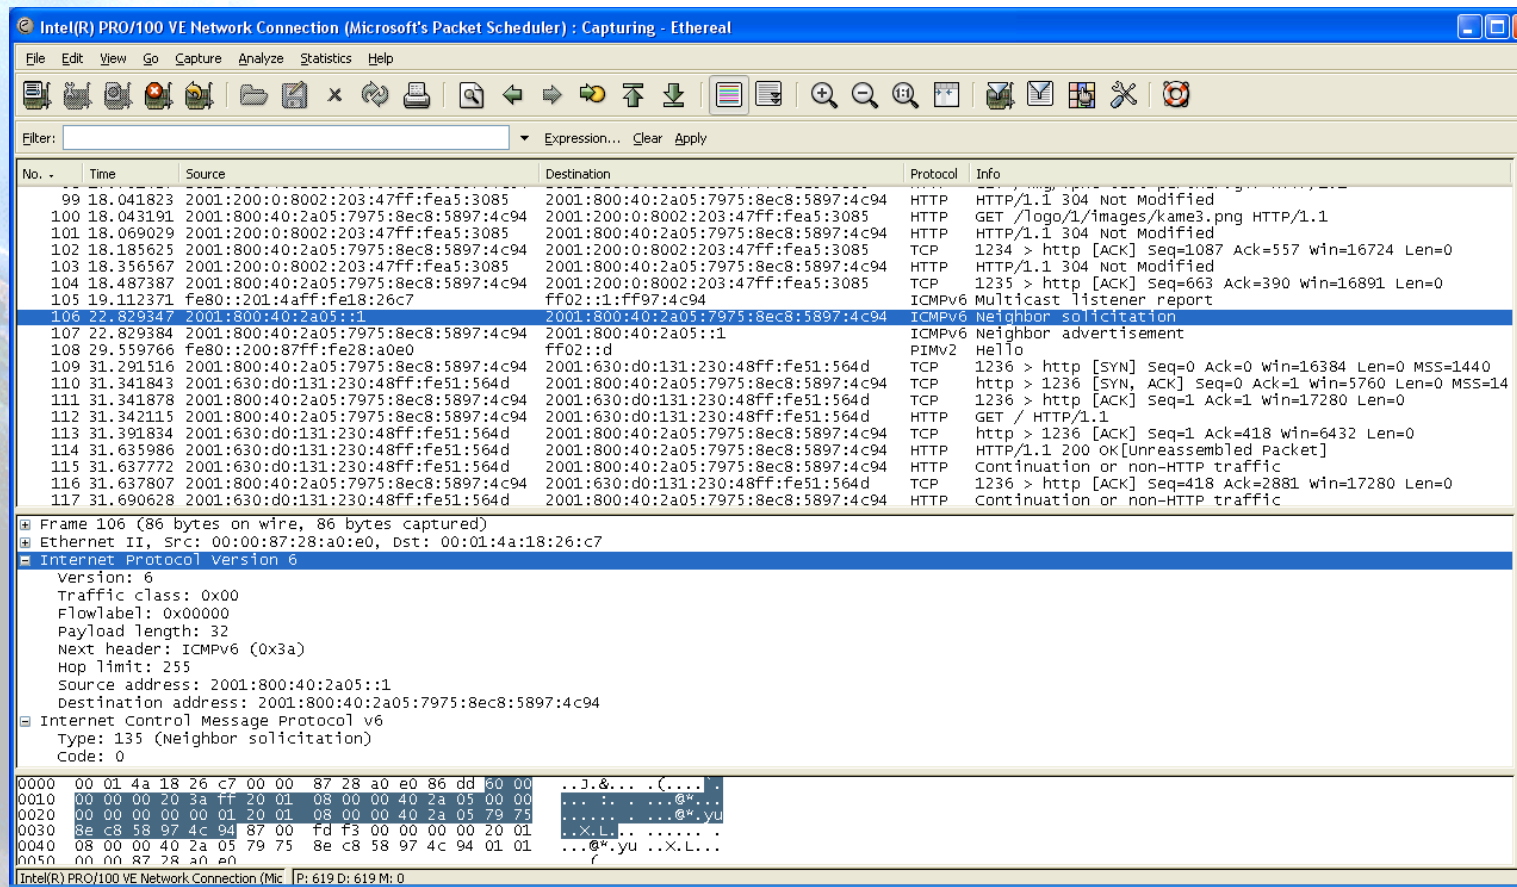 Intel(R) PRO/100 VE Network Connection (Microsoft's Packet Scheduler) : Capturing - Ethereal
File Edit View Go Capture Analyze Statistics Help
Filter: Expression... Clear Apply
No. Time Source Destination Protocol Info
99 18.041823 2001:200:0:8002:203:47ff:fea5:3085 2001:800:40:2a05:7975:8ec8:5897:4c94 HTTP HTTP/1.1 304 Not Modified
100 18.043191 2001:800:40:2a05:7975:8ec8:5897:4c94 2001:200:0:8002:203:47ff:fea5:3085 HTTP GET /logo/1/images/kame3.png HTTP/1.1
101 18.069029 2001:200:0:8002:203:47ff:fea5:3085 2001:800:40:2a05:7975:8ec8:5897:4c94 HTTP HTTP/1.1 304 Not Modified
102 18.185625 2001:800:40:2a05:7975:8ec8:5897:4c94 2001:200:0:8002:203:47ff:fea5:3085 TCP 1234 > http [ACK] Seq=1087 Ack=557 Win=16724 Len=0
103 18.356567 2001:200:0:8002:203:47ff:fea5:3085 2001:800:40:2a05:7975:8ec8:5897:4c94 HTTP HTTP/1.1 304 Not Modified
104 18.487387 2001:800:40:2a05:7975:8ec8:5897:4c94 2001:200:0:8002:203:47ff:fea5:3085 TCP 1235 > http [ACK] Seq=663 Ack=390 Win=16891 Len=0
105 19.112371 fe80::201:4aff:fe18:26c7 ff02::1:ff97:4c94 ICMPv6 Multicast listener report
106 22.829347 2001:800:40:2a05::1 2001:800:40:2a05:7975:8ec8:5897:4c94 ICMPv6 Neighbor solicitation
107 22.829384 2001:800:40:2a05:7975:8ec8:5897:4c94 2001:800:40:2a05::1 ICMPv6 Neighbor advertisement
108 29.559766 fe80::200:87ff:fe28:a0e0 ff02::d PIMv2 Hello
109 31.291516 2001:800:40:2a05:7975:8ec8:5897:4c94 2001:630:d0:131:230:48ff:fe51:564d TCP 1236 > http [SYN] Seq=0 Ack=0 Win=16384 Len=0 MSS=1440
110 31.341843 2001:630:d0:131:230:48ff:fe51:564d 2001:800:40:2a05:7975:8ec8:5897:4c94 TCP http > 1236 [SYN, ACK] Seq=0 Ack=1 Win=5760 Len=0 MSS=14
111 31.341878 2001:800:40:2a05:7975:8ec8:5897:4c94 2001:630:d0:131:230:48ff:fe51:564d TCP 1236 > http [ACK] Seq=1 Ack=1 Win=17280 Len=0
112 31.342115 2001:800:40:2a05:7975:8ec8:5897:4c94 2001:630:d0:131:230:48ff:fe51:564d HTTP GET / HTTP/1.1
113 31.391834 2001:630:d0:131:230:48ff:fe51:564d 2001:800:40:2a05:7975:8ec8:5897:4c94 TCP http > 1236 [ACK] Seq=1 Ack=418 Win=6432 Len=0
114 31.635986 2001:630:d0:131:230:48ff:fe51:564d 2001:800:40:2a05:7975:8ec8:5897:4c94 HTTP HTTP/1.1 200 OK[Unreassembled Packet]
115 31.637772 2001:630:d0:131:230:48ff:fe51:564d 2001:800:40:2a05:7975:8ec8:5897:4c94 HTTP Continuation or non-HTTP traffic
116 31.637807 2001:800:40:2a05:7975:8ec8:5897:4c94 2001:630:d0:131:230:48ff:fe51:564d TCP 1236 > http [ACK] Seq=418 Ack=2881 Win=17280 Len=0
117 31.690628 2001:630:d0:131:230:48ff:fe51:564d 2001:800:40:2a05:7975:8ec8:5897:4c94 HTTP Continuation or non-HTTP traffic
Frame 106 (86 bytes on wire, 86 bytes captured)
Ethernet II, Src: 00:00:87:28:a0:e0, Dst: 00:01:4a:18:26:c7
Internet Protocol Version 6
Version: 6
Traffic class: 0x00
Flowlabel: 0x00000
Payload length: 32
Next header: ICMPv6 (0x3a)
Hop limit: 255
Source address: 2001:800:40:2a05::1
Destination address: 2001:800:40:2a05:7975:8ec8:5897:4c94
Internet Control Message Protocol v6
Type: 135 (Neighbor solicitation)
Code: 0
0000 00 01 4a 18 26 c7 00 00 87 28 a0 e0 86 dd 60 00 ..J.&... .(....`.
0010 00 00 00 20 3a ff 20 01 08 00 00 40 2a 05 00 00 ... :. . ...@*...
0020 00 00 00 00 00 01 20 01 08 00 00 40 2a 05 79 75 ...... . ...@*.yu
0030 8e c8 58 97 4c 94 87 00 fd f3 00 00 00 00 20 01 ..X.L... ...... .
0040 08 00 00 40 2a 05 79 75 8e c8 58 97 4c 94 01 01 ...@*.yu ..X.L...
0050 00 00 87 28 a0 e0 ...(
Intel(R) PRO/100 VE Network Connection (Mic P: 619 D: 619 M: 0